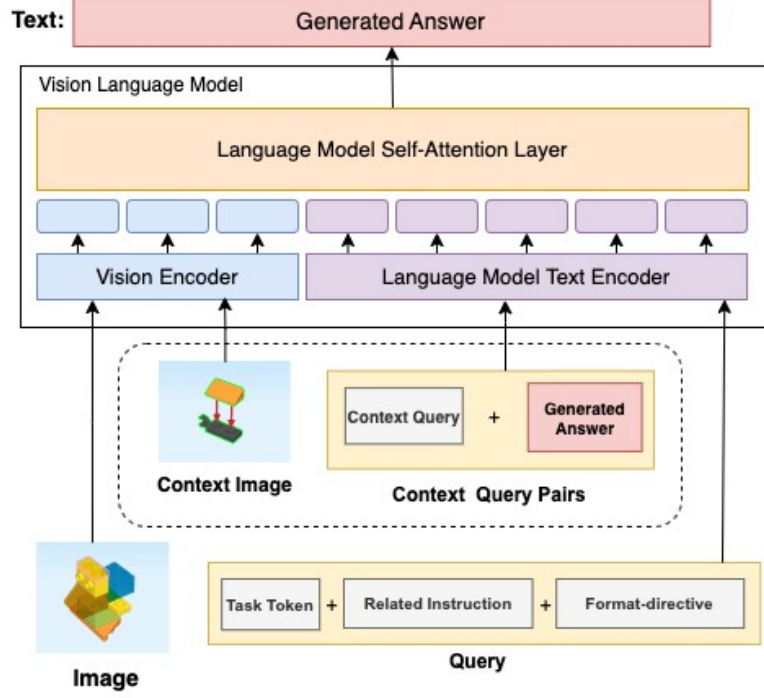 Text: Generated Answer
Vision Language Model
Language Model Self-Attention Layer
Vision Encoder
Language Model Text Encoder
Context Query + Generated Answer
Context Image
Context Query Pairs
Task Token + Related Instruction + Format-directive
Query
Image